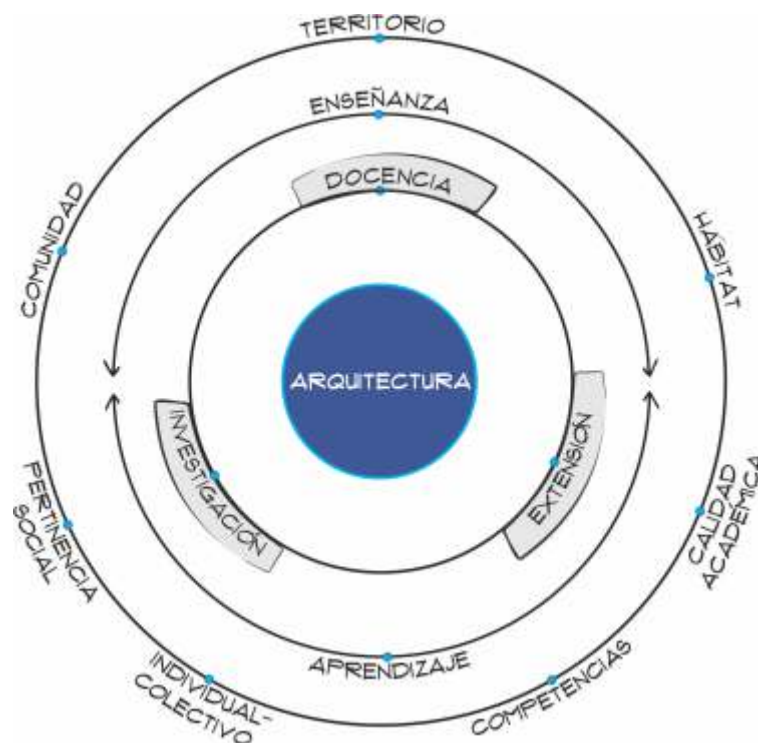 TERRITORIO
ENSEÑANZA
DOCENCIA
COMUNIDAD
HÁBITAT
ARQUITECTURA
INVESTIGACIÓN
EXTENSIÓN
PERTINENCIA
SOCIAL
CALIDAD
ACADÉMICA
APRENDIZAJE
INDIVIDUAL-
COLECTIVO
COMPETENCIAS